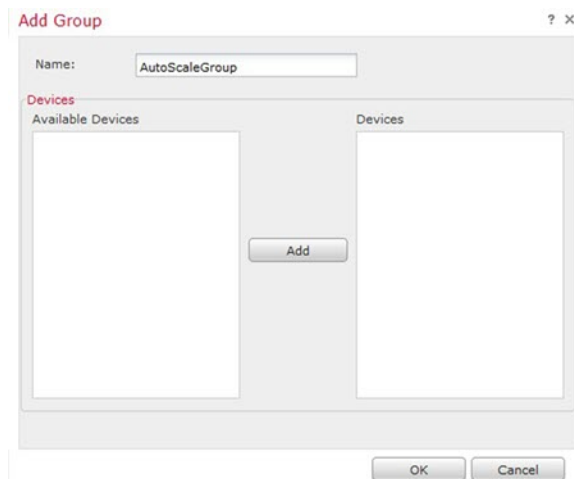 Add Group
? ×
Name:
AutoScaleGroup
Devices
Available Devices
Devices
Add
OK
Cancel